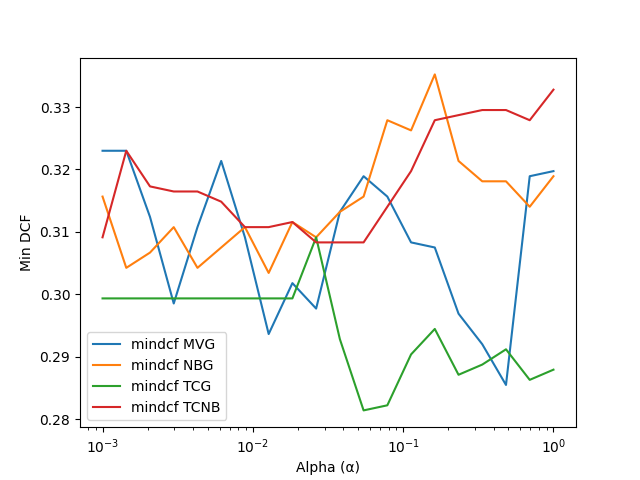 0.33
0.32
0.31
0.30
0.29
0.28
Min DCF
mindcf MVG
mindcf NBG
mindcf TCG
mindcf TCNB
10⁻³ 10⁻² 10⁻¹ 10⁰
Alpha (α)